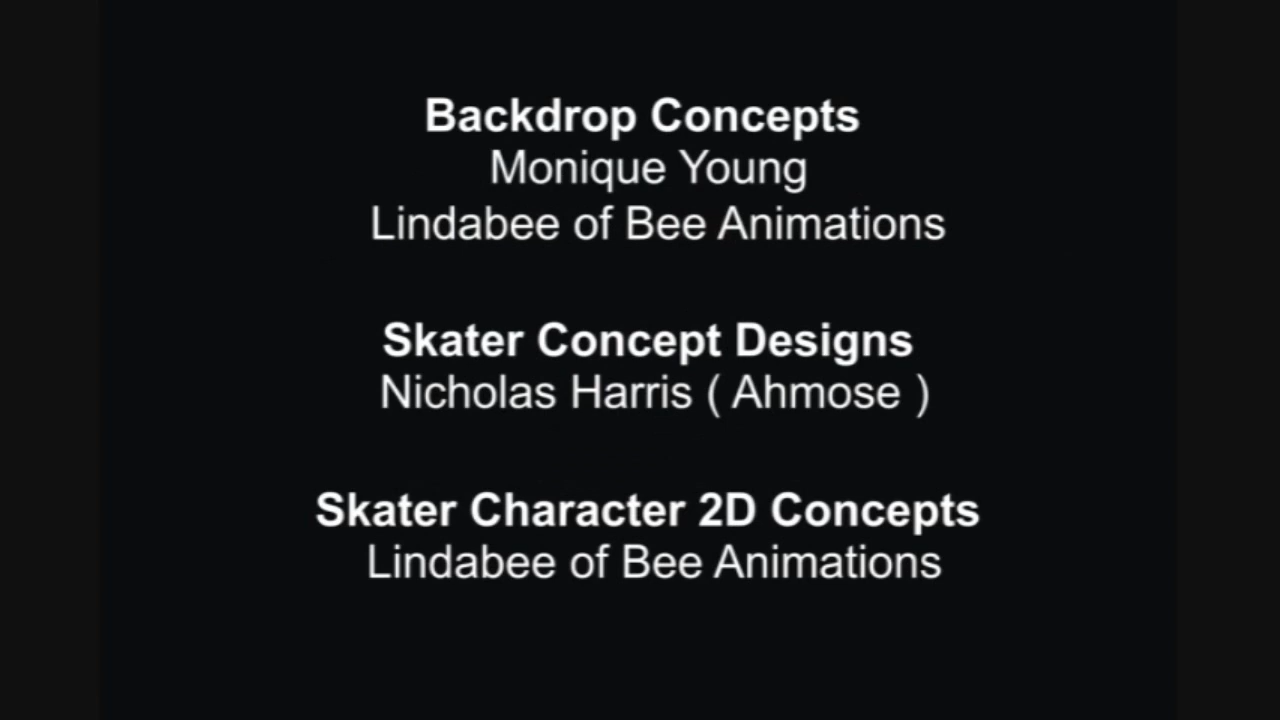 Backdrop Concepts
Monique Young
Lindabee of Bee Animations
Skater Concept Designs
Nicholas Harris ( Ahmose )
Skater Character 2D Concepts
Lindabee of Bee Animations